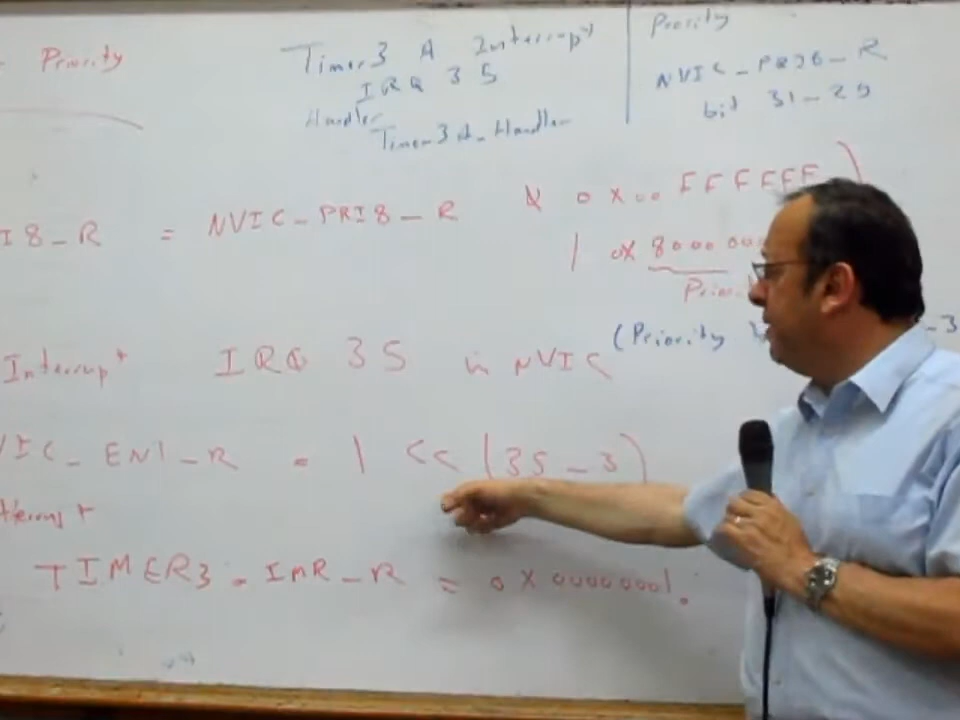 Priority
Timer3 A Interrupt
IRQ 35
Handler
Timer3A_Handler
Priority
NVIC_PRI8_R
bit 31-29
I8_R = NVIC_PRI8_R & 0x00FFFFFF)
| 0x8000
(Priority
Interrupt IRQ 35 in NVIC
VIC_EN1_R = 1 << (35-3)
TIMER3_IMR_R = 0x00000001.